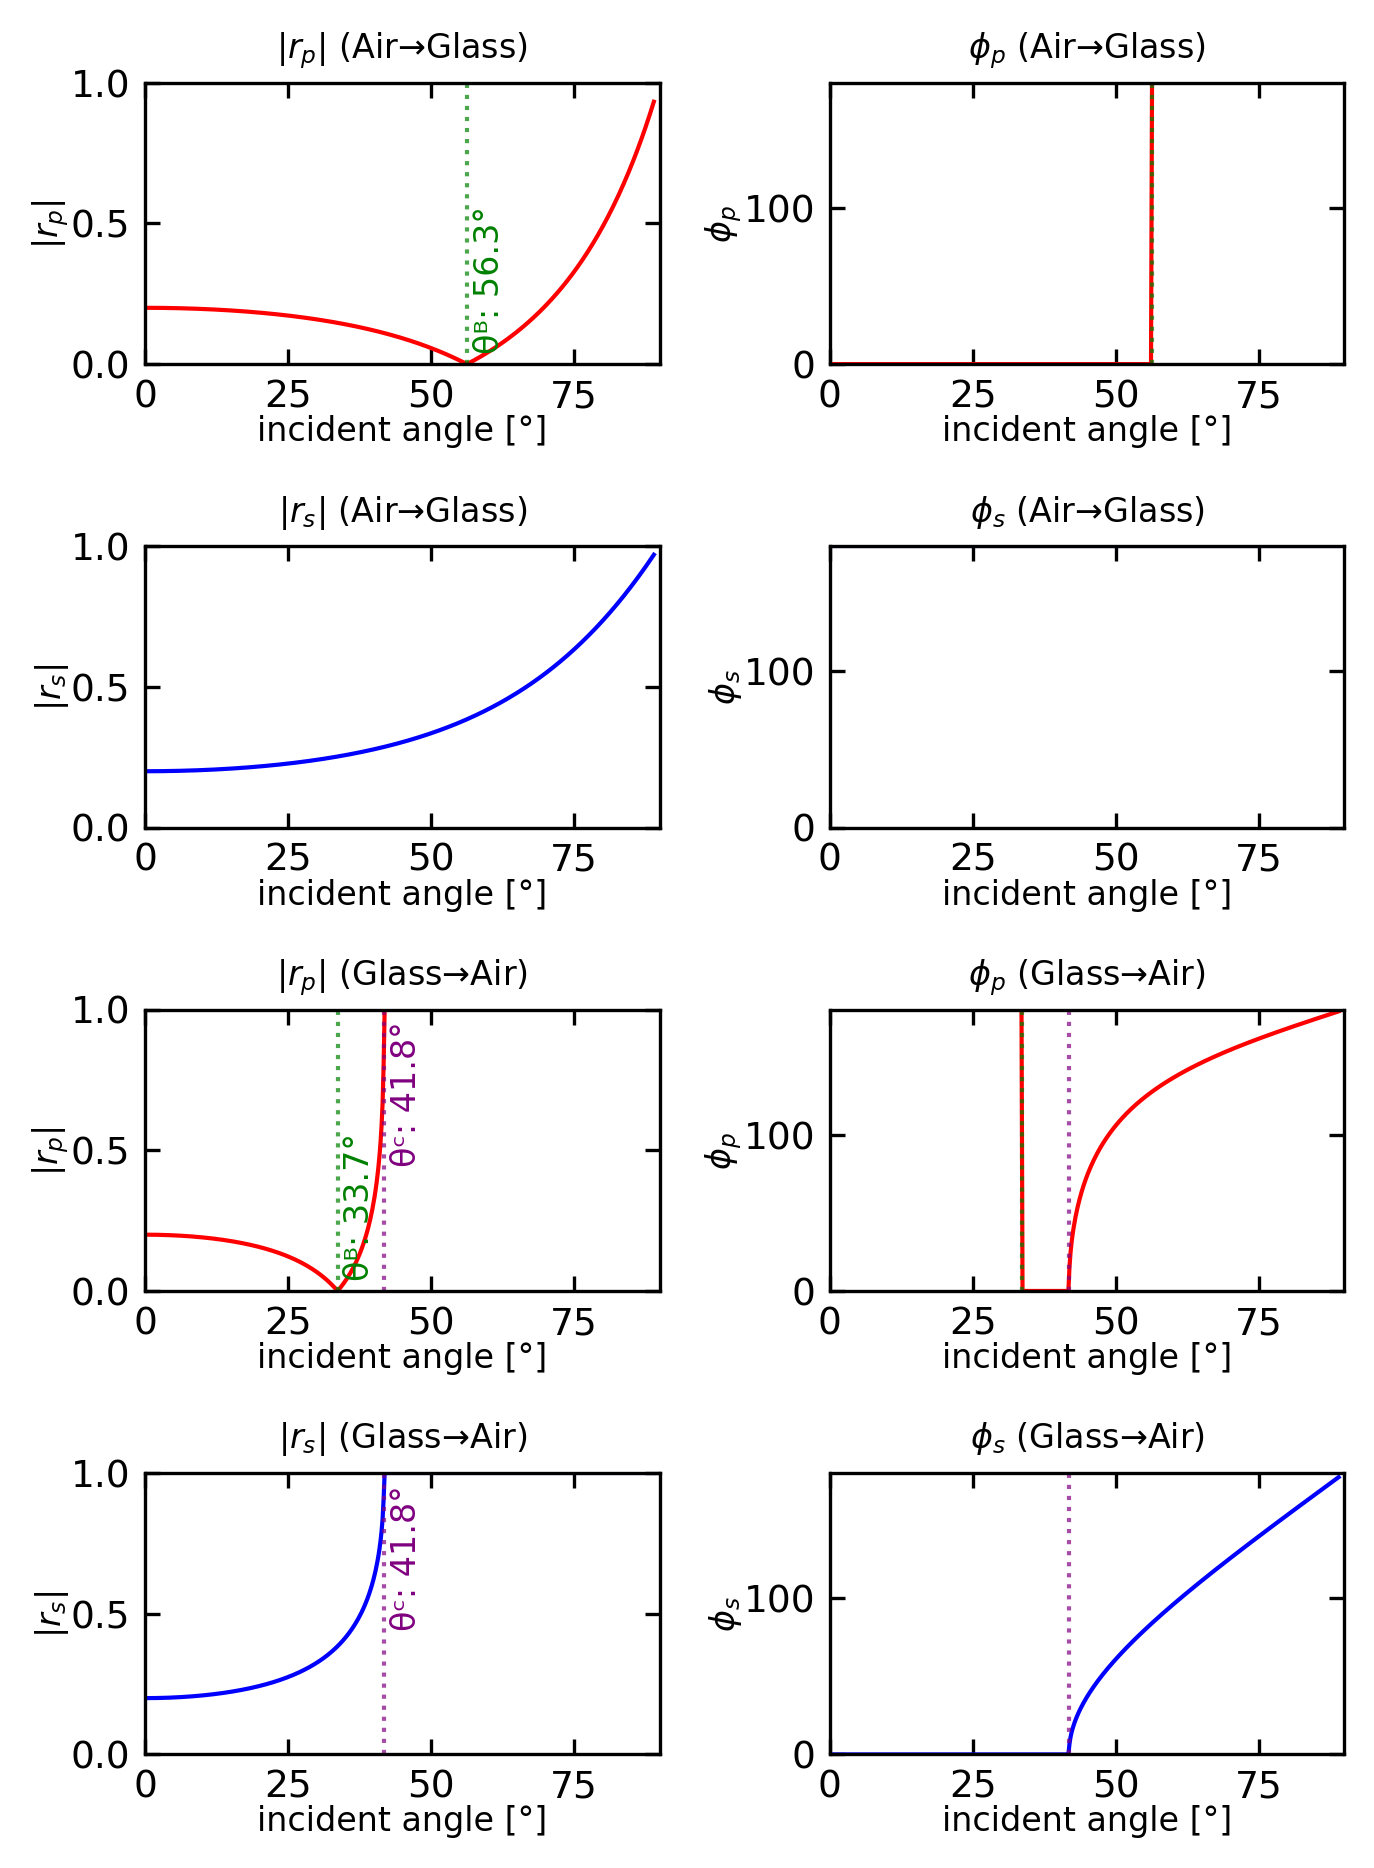 |r_p| (Air→Glass)
ϕ_p (Air→Glass)
|r_p|
1.0
0.5
0.0
θᴮ: 56.3°
0 25 50 75
incident angle [°]
ϕ_p
100
0
0 25 50 75
incident angle [°]
|r_s| (Air→Glass)
ϕ_s (Air→Glass)
|r_s|
1.0
0.5
0.0
0 25 50 75
incident angle [°]
ϕ_s
100
0
0 25 50 75
incident angle [°]
|r_p| (Glass→Air)
ϕ_p (Glass→Air)
|r_p|
1.0
0.5
0.0
θᴮ: 33.7°
θᶜ: 41.8°
0 25 50 75
incident angle [°]
ϕ_p
100
0
0 25 50 75
incident angle [°]
|r_s| (Glass→Air)
ϕ_s (Glass→Air)
|r_s|
1.0
0.5
0.0
θᶜ: 41.8°
0 25 50 75
incident angle [°]
ϕ_s
100
0
0 25 50 75
incident angle [°]